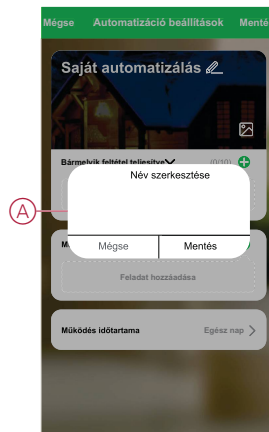 Mégse Automatizáció beállítások Menté
Saját automatizálás
Bármelyik feltétel teljesítve (0/10)
Név szerkesztése
A
Mégse Mentés
M
Feladat hozzáadása
Működés időtartama Egész nap